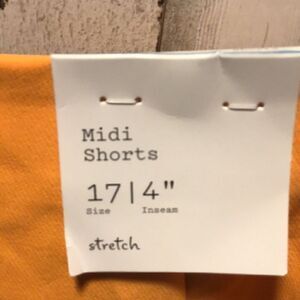 Midi
Shorts
17|4"
Size Inseam
stretch